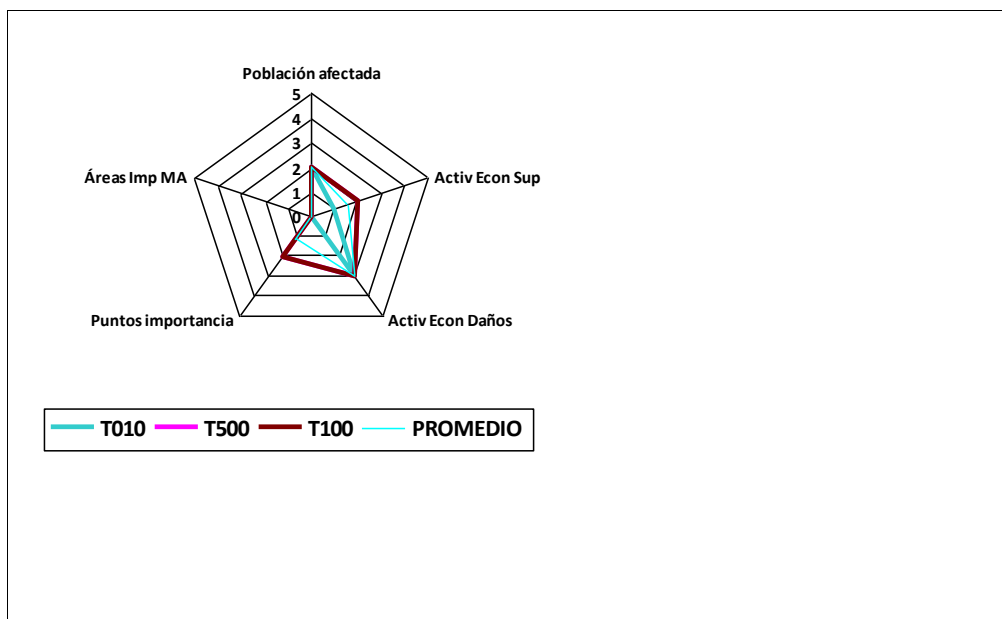 Población afectada
5
4
3
2
1
0
Áreas Imp MA
Activ Econ Sup
Puntos importancia
Activ Econ Daños
T010 T500 T100 PROMEDIO